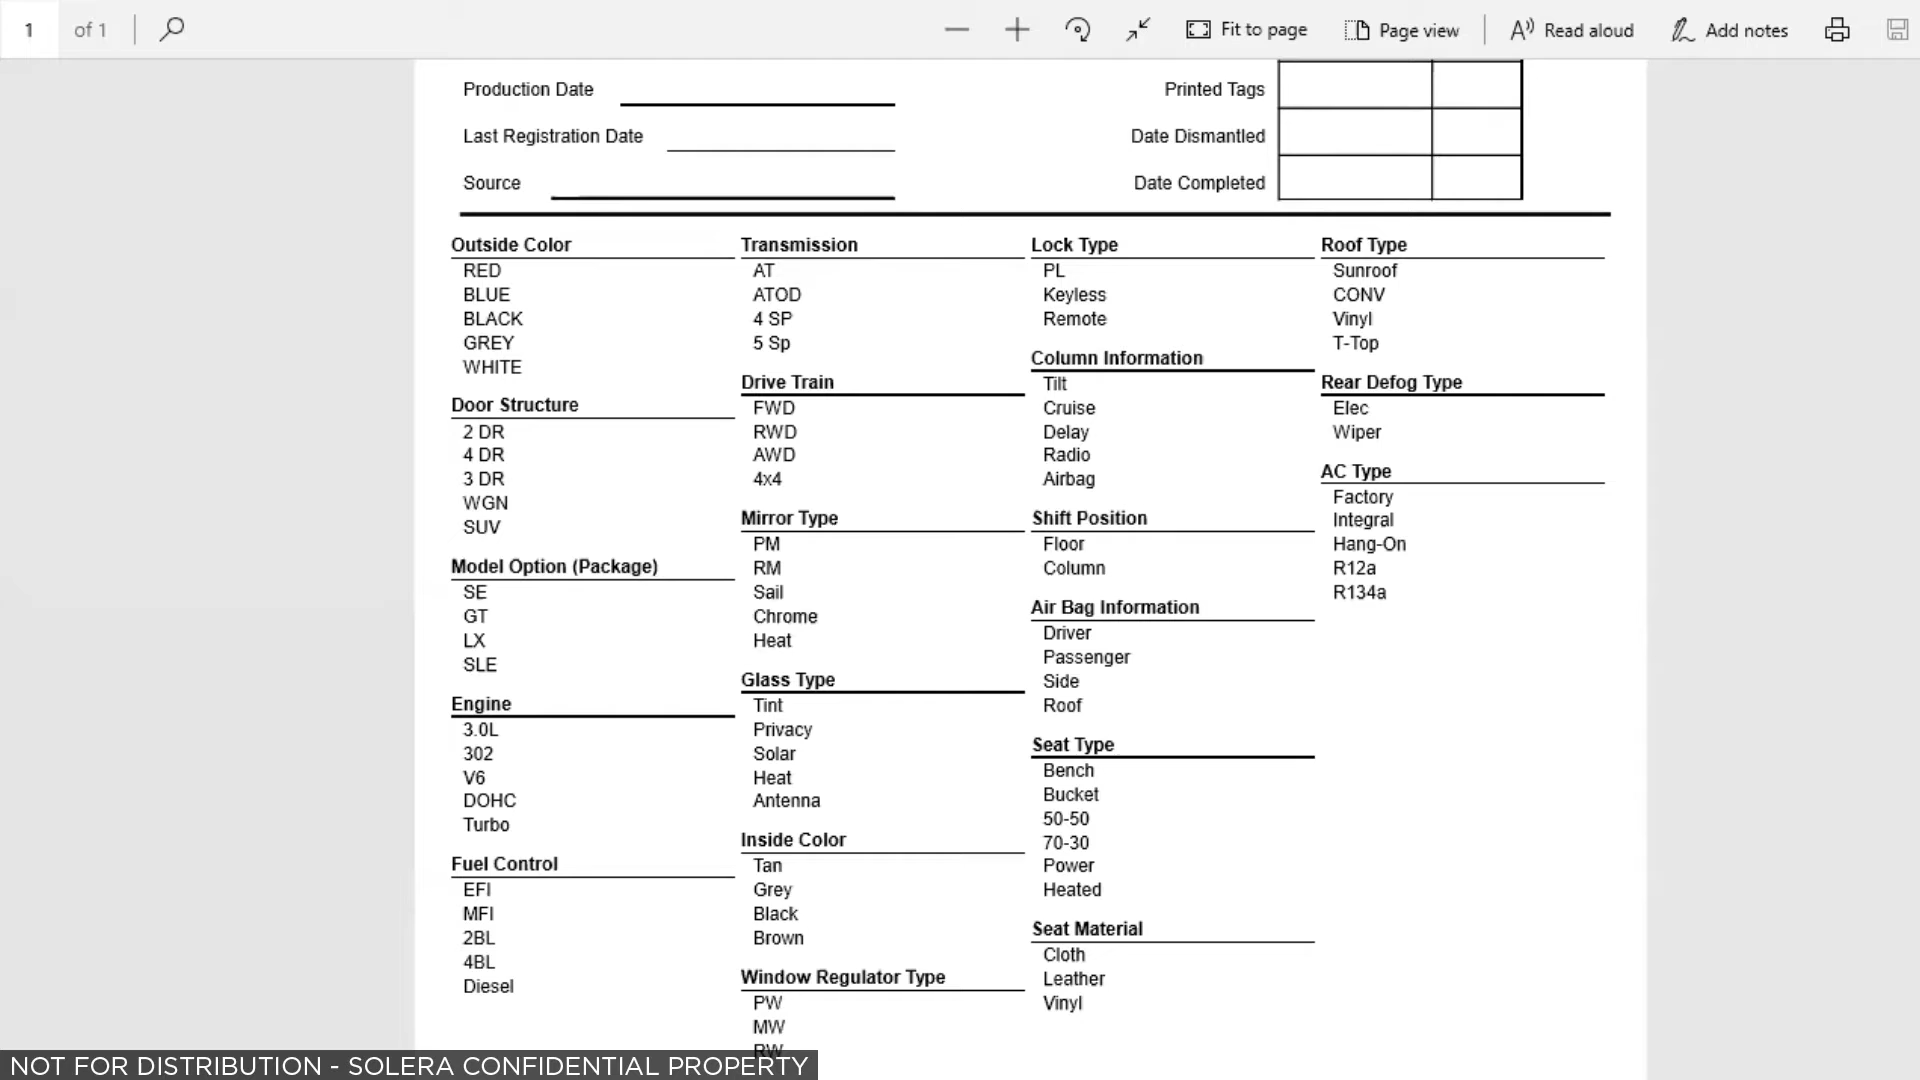 1 of 1 Fit to page Page view Read aloud Add notes
Production Date
Last Registration Date
Source
Printed Tags
Date Dismantled
Date Completed
Outside Color
RED
BLUE
BLACK
GREY
WHITE
Door Structure
2 DR
4 DR
3 DR
WGN
SUV
Model Option (Package)
SE
GT
LX
SLE
Engine
3.0L
302
V6
DOHC
Turbo
Fuel Control
EFI
MFI
2BL
4BL
Diesel
Transmission
AT
ATOD
4 SP
5 Sp
Drive Train
FWD
RWD
AWD
4x4
Mirror Type
PM
RM
Sail
Chrome
Heat
Glass Type
Tint
Privacy
Solar
Heat
Antenna
Inside Color
Tan
Grey
Black
Brown
Window Regulator Type
PW
MW
RW
Lock Type
PL
Keyless
Remote
Column Information
Tilt
Cruise
Delay
Radio
Airbag
Shift Position
Floor
Column
Air Bag Information
Driver
Passenger
Side
Roof
Seat Type
Bench
Bucket
50-50
70-30
Power
Heated
Seat Material
Cloth
Leather
Vinyl
Roof Type
Sunroof
CONV
Vinyl
T-Top
Rear Defog Type
Elec
Wiper
AC Type
Factory
Integral
Hang-On
R12a
R134a
NOT FOR DISTRIBUTION - SOLERA CONFIDENTIAL PROPERTY